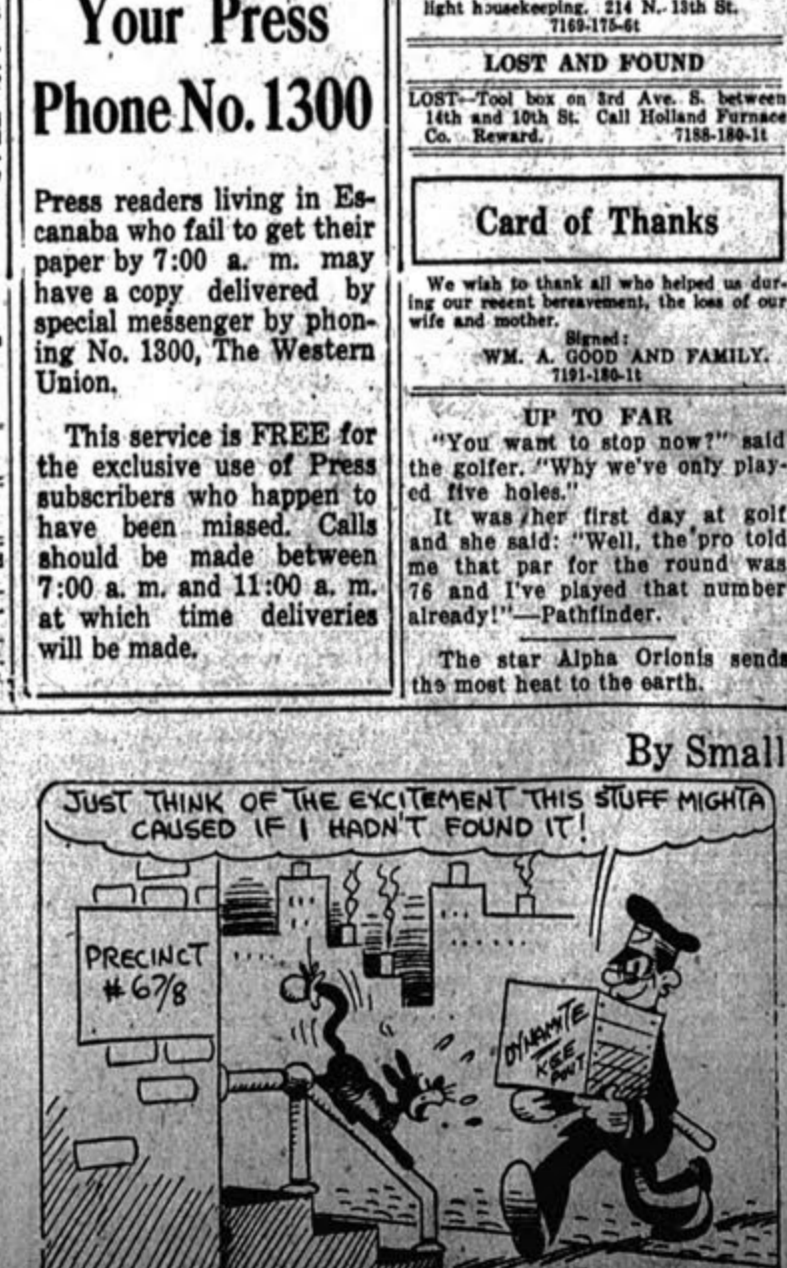 Your Press
Phone No. 1300
Press readers living in Es-
canaba who fail to get their
paper by 7:00 a. m. may
have a copy delivered by
special messenger by phon-
ing No. 1300, The Western
Union.
This service is FREE for
the exclusive use of Press
subscribers who happen to
have been missed. Calls
should be made between
7:00 a. m. and 11:00 a. m.
at which time deliveries
will be made.
light housekeeping. 214 N. 13th St.
7169-175-6t
LOST AND FOUND
LOST—Tool box on 3rd Ave. S. between
14th and 10th St. Call Holland Furnace
Co. Reward. 7188-180-1t
Card of Thanks
We wish to thank all who helped us dur-
ing our recent bereavement, the loss of our
wife and mother.
Signed:
WM. A. GOOD AND FAMILY.
7191-180-1t
UP TO FAR
"You want to stop now?" said
the golfer. "Why we've only play-
ed five holes."
It was her first day at golf
and she said: "Well, the pro told
me that par for the round was
76 and I've played that number
already!"—Pathfinder.
The star Alpha Orionis sends
the most heat to the earth.
By Small
JUST THINK OF THE EXCITEMENT THIS STUFF MIGHTA
CAUSED IF I HADN'T FOUND IT!
PRECINCT
# 67/8
DYNAMITE
KEE
OUT